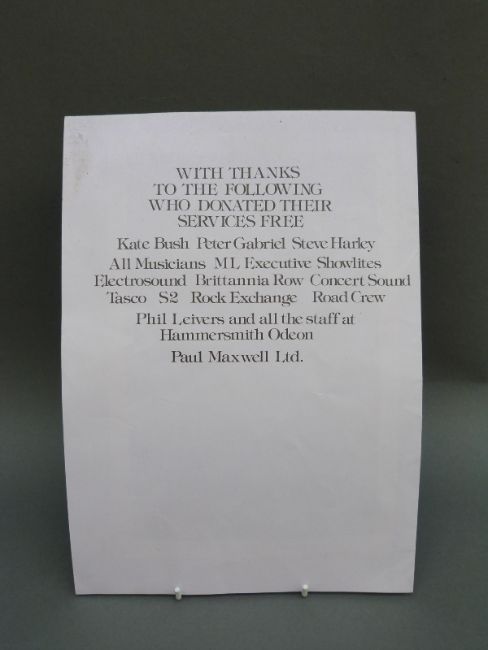 WITH THANKS
TO THE FOLLOWING
WHO DONATED THEIR
SERVICES FREE
Kate Bush Peter Gabriel Steve Harley
All Musicians ML Executive Showlites
Electrosound Brittannia Row Concert Sound
Tasco S2 Rock Exchange Road Crew
Phil Leivers and all the staff at
Hammersmith Odeon
Paul Maxwell Ltd.